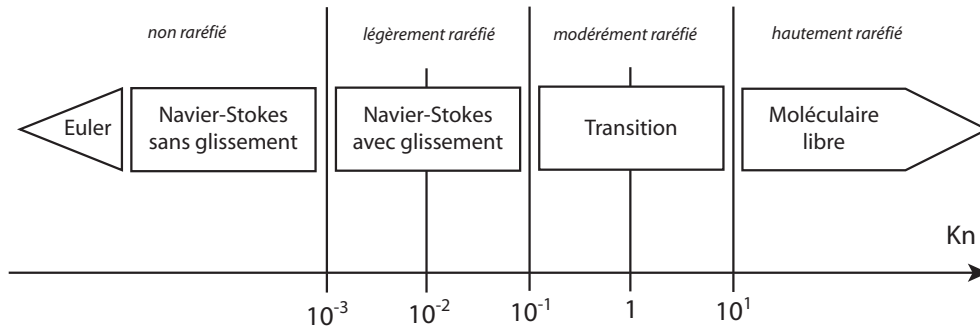 non raréfié
légèrement raréfié
modérément raréfié
hautement raréfié
Euler
Navier-Stokes
sans glissement
Navier-Stokes
avec glissement
Transition
Moléculaire
libre
Kn
10⁻³
10⁻²
10⁻¹
1
10¹